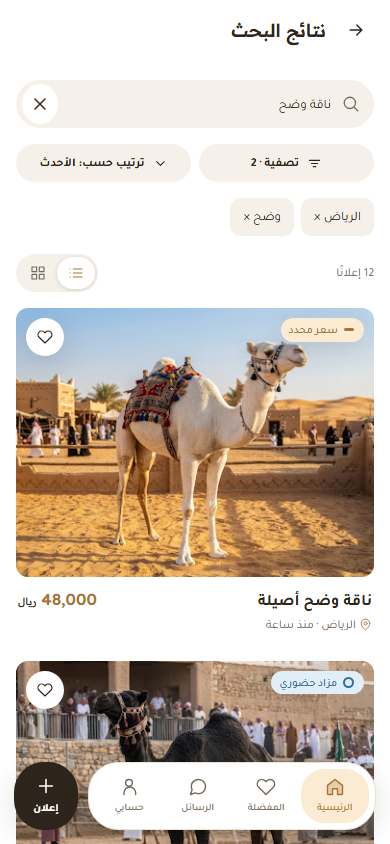 نتائج البحث
ناقة وضح
تصفية · 2
ترتيب حسب: الأحدث
الرياض ×
وضح ×
12 إعلانًا
سعر محدد
ناقة وضح أصيلة
48,000 ريال
الرياض · منذ ساعة
مزاد حضوري
الرئيسية
المفضلة
الرسائل
حسابي
إعلان